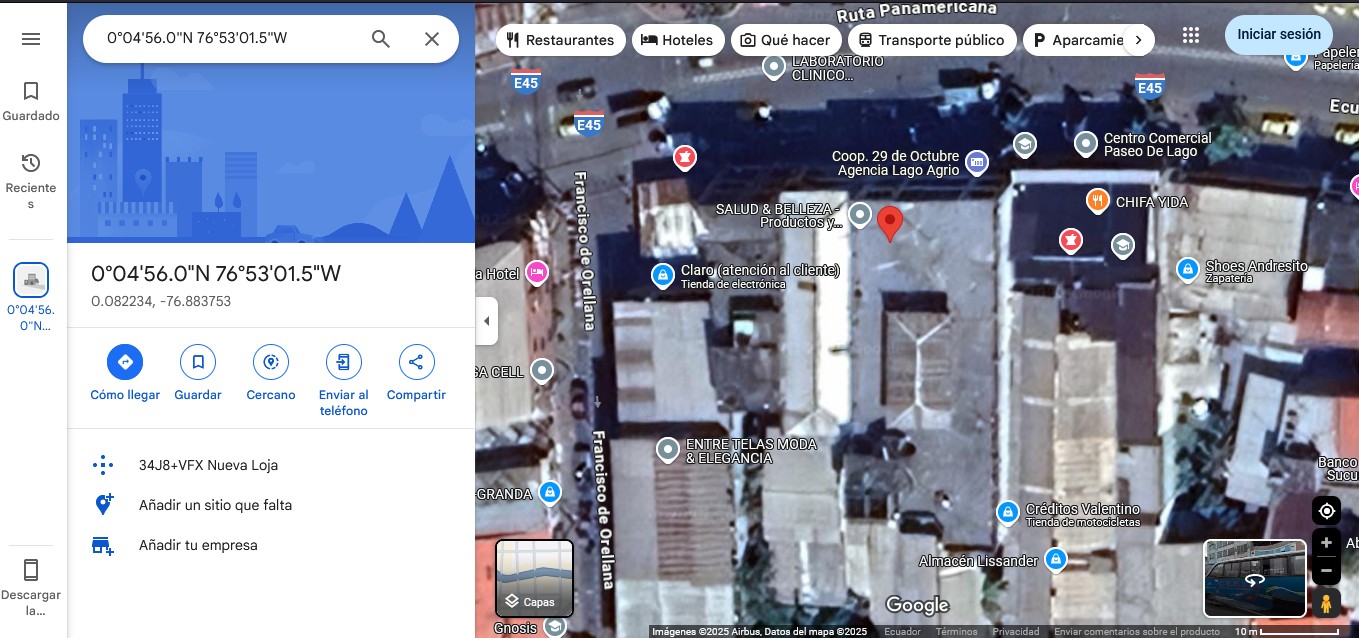 0°04'56.0"N 76°53'01.5"W
Guardado
Reciente
s
0°04'56.
0"N...
Descargar
la...
0°04'56.0"N 76°53'01.5"W
0.082234, -76.883753
Cómo llegar
Guardar
Cercano
Enviar al
teléfono
Compartir
34J8+VFX Nueva Loja
Añadir un sitio que falta
Añadir tu empresa
Ruta Panamericana
Restaurantes
Hoteles
Qué hacer
Transporte público
Aparcamie
Iniciar sesión
LABORATORIO
CLINICO...
Papeler
Papelería
E45
E45
E45
Ecu
Coop. 29 de Octubre
Agencia Lago Agrio
Centro Comercial
Paseo De Lago
SALUD & BELLEZA -
Productos y...
CHIFA YIDA
Francisco de Orellana
a Hotel
Claro (atención al cliente)
Tienda de electrónica
Shoes Andresito
Zapatería
SA CELL
Francisco de Orellana
ENTRE TELAS MODA
& ELEGANCIA
Banco
Sucu
GRANDA
Créditos Valentino
Tienda de motocicletas
Almacén Lissander
Ab
Capas
Google
Gnosis
Imágenes ©2025 Airbus, Datos del mapa ©2025
Ecuador
Términos
Privacidad
Enviar comentarios sobre el producto
10 m